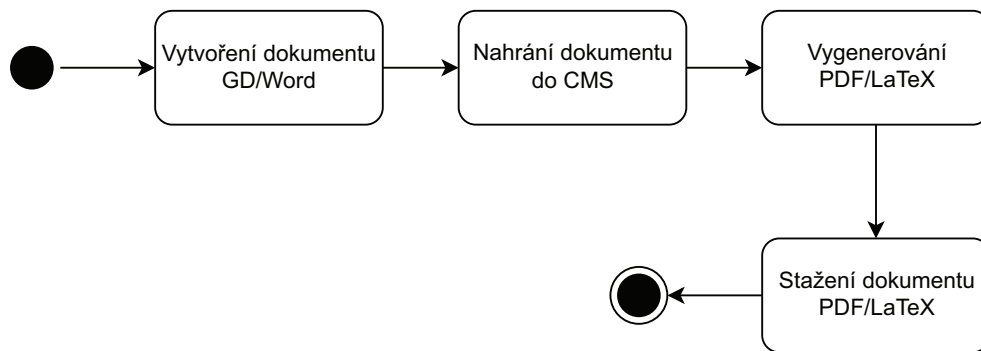 Vytvoření dokumentu
GD/Word
Nahrání dokumentu
do CMS
Vygenerování
PDF/LaTeX
Stažení dokumentu
PDF/LaTeX